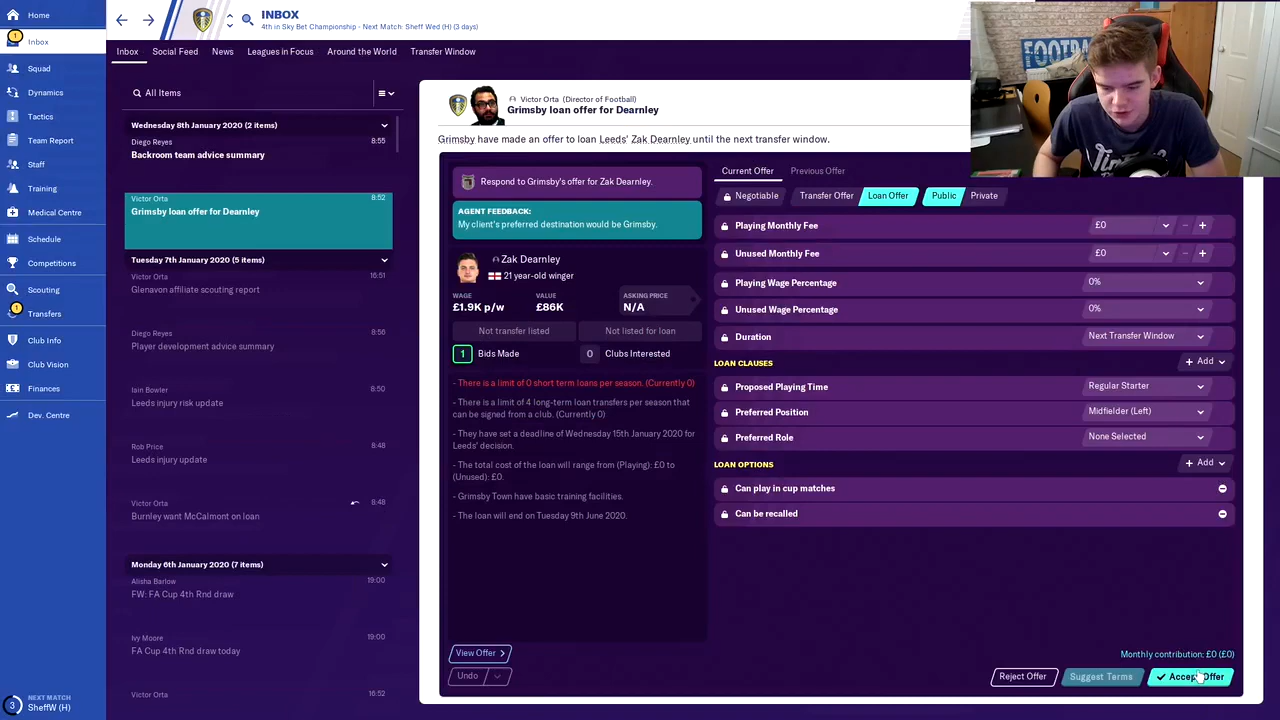 Home
1
Inbox
Squad
Dynamics
Tactics
Team Report
Staff
Training
Medical Centre
Schedule
Competitions
Scouting
1
Transfers
Club Info
Club Vision
Finances
Dev. Centre
3
NEXT MATCH
SheffW (H)
INBOX
4th in Sky Bet Championship - Next Match: Sheff Wed (H) (3 days)
Inbox
Social Feed
News
Leagues in Focus
Around the World
Transfer Window
All Items
Wednesday 8th January 2020 (2 items)
Diego Reyes 8:55
Backroom team advice summary
Victor Orta 8:52
Grimsby loan offer for Dearnley
Tuesday 7th January 2020 (5 items)
Victor Orta 16:51
Glenavon affiliate scouting report
Diego Reyes 8:56
Player development advice summary
Iain Bowler 8:50
Leeds injury risk update
Rob Price 8:48
Leeds injury update
Victor Orta 8:48
Burnley want McCalmont on loan
Monday 6th January 2020 (7 items)
Alisha Barlow 19:00
FW: FA Cup 4th Rnd draw
Ivy Moore 19:00
FA Cup 4th Rnd draw today
Victor Orta 16:52
Victor Orta (Director of Football)
Grimsby loan offer for Dearnley
Grimsby have made an offer to loan Leeds' Zak Dearnley until the next transfer window.
Respond to Grimsby's offer for Zak Dearnley.
AGENT FEEDBACK:
My client's preferred destination would be Grimsby.
Zak Dearnley
21 year-old winger
WAGE
£1.9K p/w
VALUE
£86K
ASKING PRICE
N/A
Not transfer listed
Not listed for loan
1 Bids Made
0 Clubs Interested
- There is a limit of 0 short term loans per season. (Currently 0)
- There is a limit of 4 long-term loan transfers per season that
can be signed from a club. (Currently 0)
- They have set a deadline of Wednesday 15th January 2020 for
Leeds' decision.
- The total cost of the loan will range from (Playing): £0 to
(Unused): £0.
- Grimsby Town have basic training facilities.
- The loan will end on Tuesday 9th June 2020.
View Offer
Undo
Current Offer
Previous Offer
Negotiable
Transfer Offer
Loan Offer
Public
Private
Playing Monthly Fee £0
Unused Monthly Fee £0
Playing Wage Percentage 0%
Unused Wage Percentage 0%
Duration Next Transfer Window
LOAN CLAUSES
Add
Proposed Playing Time Regular Starter
Preferred Position Midfielder (Left)
Preferred Role None Selected
LOAN OPTIONS
Add
Can play in cup matches
Can be recalled
Monthly contribution: £0 (£0)
Reject Offer
Suggest Terms
Accept Offer